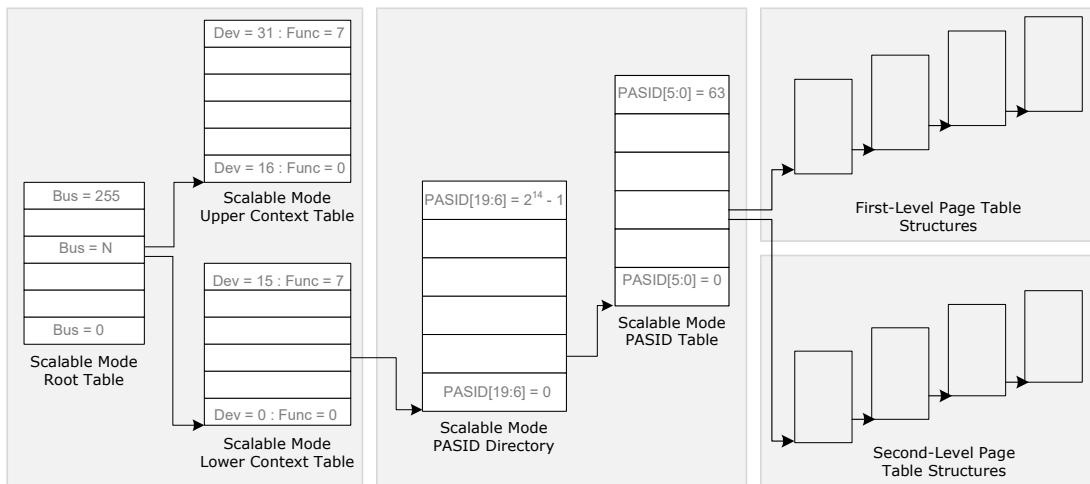 Dev = 31 : Func = 7
Dev = 16 : Func = 0
Scalable Mode
Upper Context Table
Bus = 255
Bus = N
Bus = 0
Scalable Mode
Root Table
Dev = 15 : Func = 7
Dev = 0 : Func = 0
Scalable Mode
Lower Context Table
PASID[19:6] = 2¹⁴ - 1
PASID[19:6] = 0
Scalable Mode
PASID Directory
PASID[5:0] = 63
PASID[5:0] = 0
Scalable Mode
PASID Table
First-Level Page Table
Structures
Second-Level Page
Table Structures